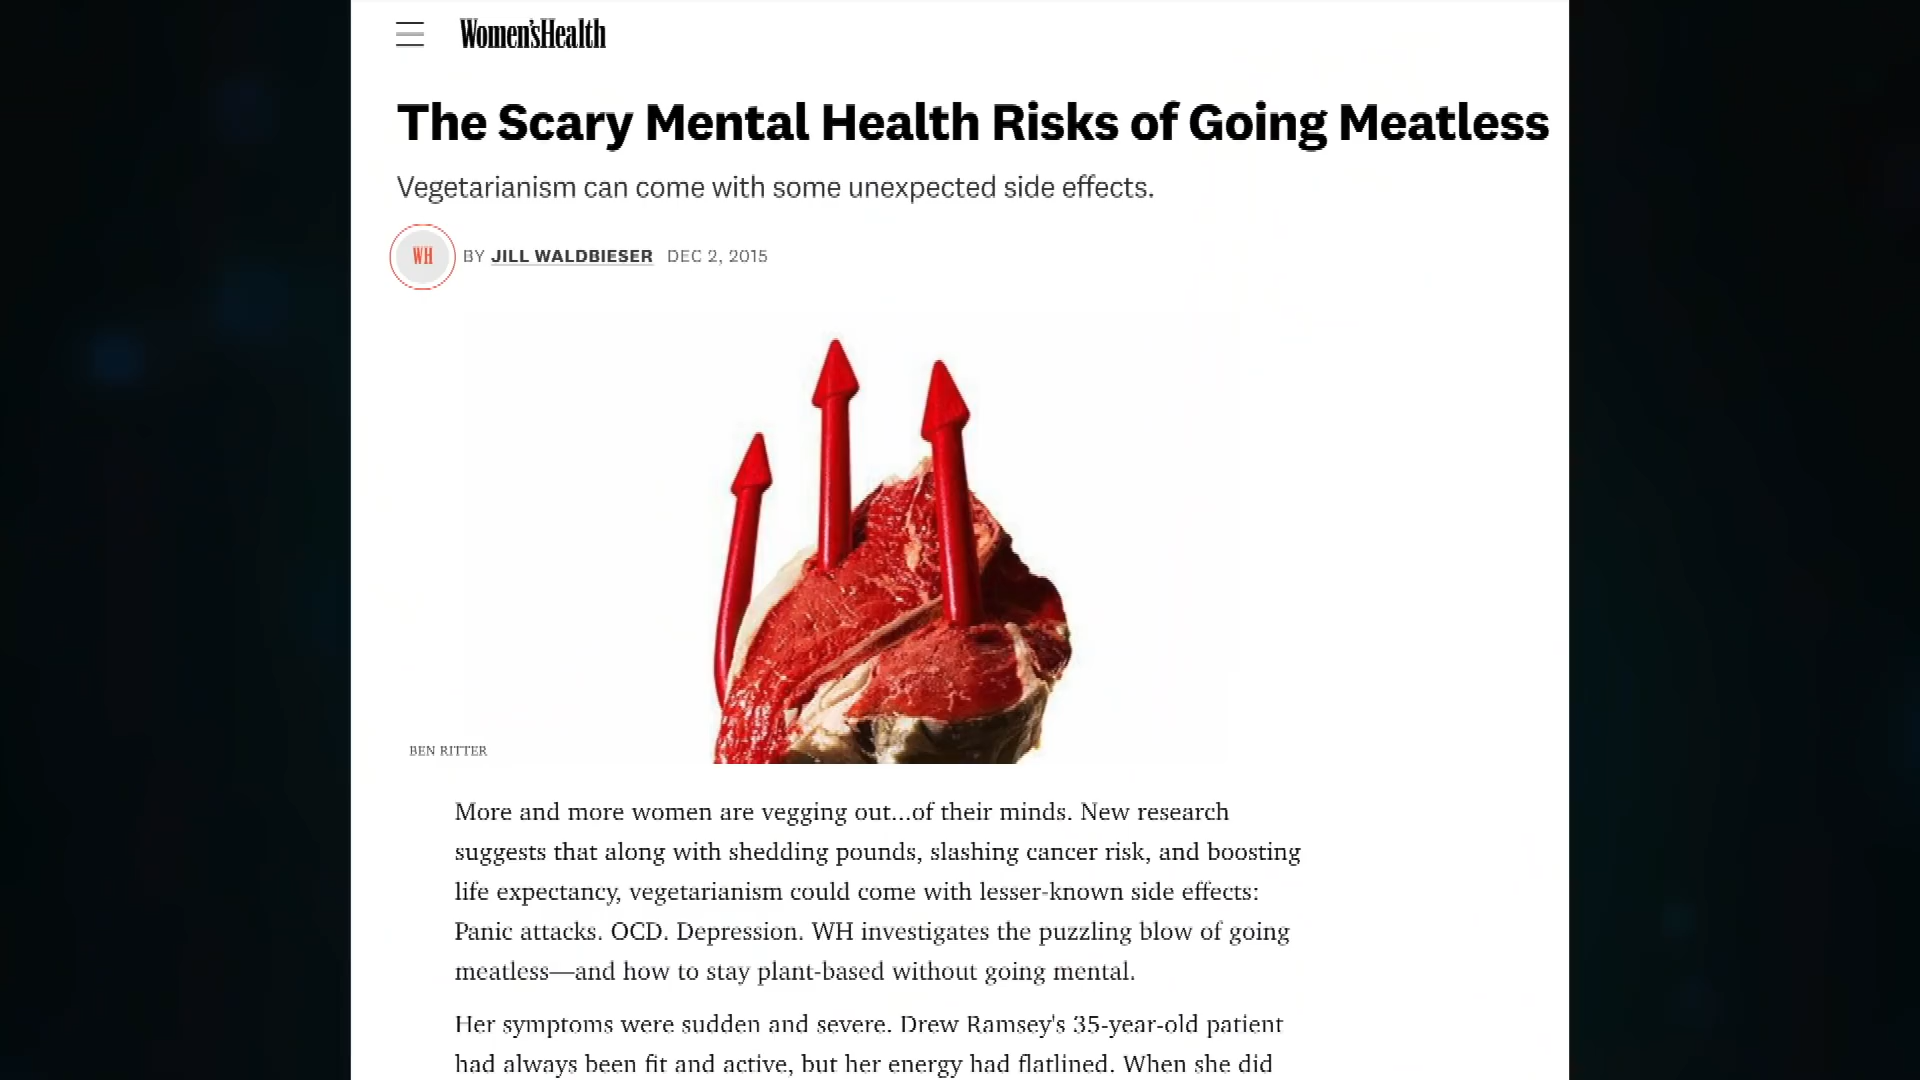 Women'sHealth
The Scary Mental Health Risks of Going Meatless
Vegetarianism can come with some unexpected side effects.
WH BY JILL WALDBIESER DEC 2, 2015
BEN RITTER
More and more women are vegging out...of their minds. New research
suggests that along with shedding pounds, slashing cancer risk, and boosting
life expectancy, vegetarianism could come with lesser-known side effects:
Panic attacks. OCD. Depression. WH investigates the puzzling blow of going
meatless—and how to stay plant-based without going mental.
Her symptoms were sudden and severe. Drew Ramsey's 35-year-old patient
had always been fit and active, but her energy had flatlined. When she did